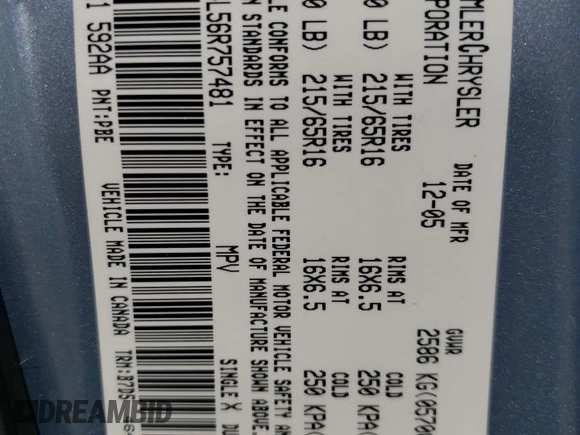 MLERCHRYSLER
PORATION
DATE OF MFR
12-05
GVWR
2586 KG(0570
0 LB)
WITH TIRES
215/65R16
RIMS AT
16X6.5
COLD
250 KPA(
0 LB)
WITH TIRES
215/65R16
RIMS AT
16X6.5
COLD
250 KPA(
LE CONFORMS TO ALL APPLICABLE FEDERAL MOTOR VEHICLE SAFETY AN
N STANDARDS IN EFFECT ON THE DATE OF MANUFACTURE SHOWN ABOVE.
L56R757481
TYPE:
MPV
SINGLE X
DU
1 592AA
PNT:PBE
VEHICLE MADE IN CANADA
TRM:B7D5
DREAMBID